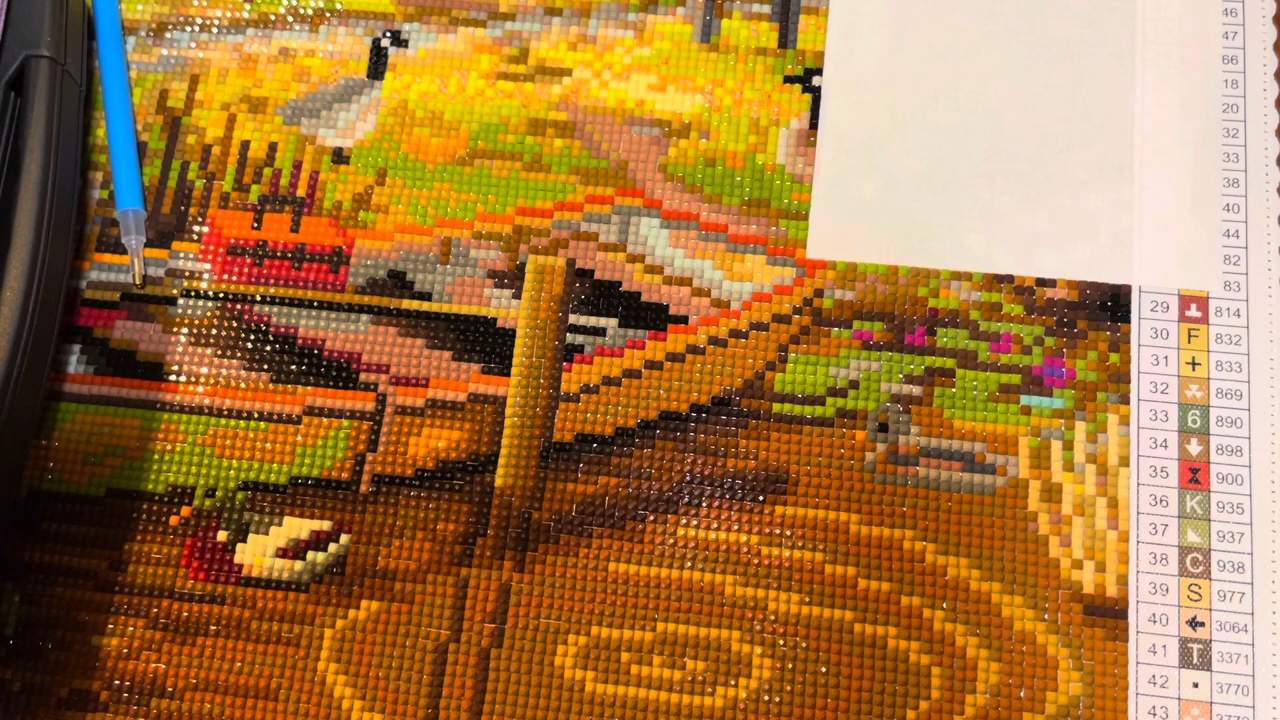 46
47
66
18
20
32
33
38
40
44
82
83
29 814
30 F 832
31 + 833
32 869
33 6 890
34 898
35 900
36 K 935
37 937
38 C 938
39 S 977
40 3064
41 T 3371
42 3770
43